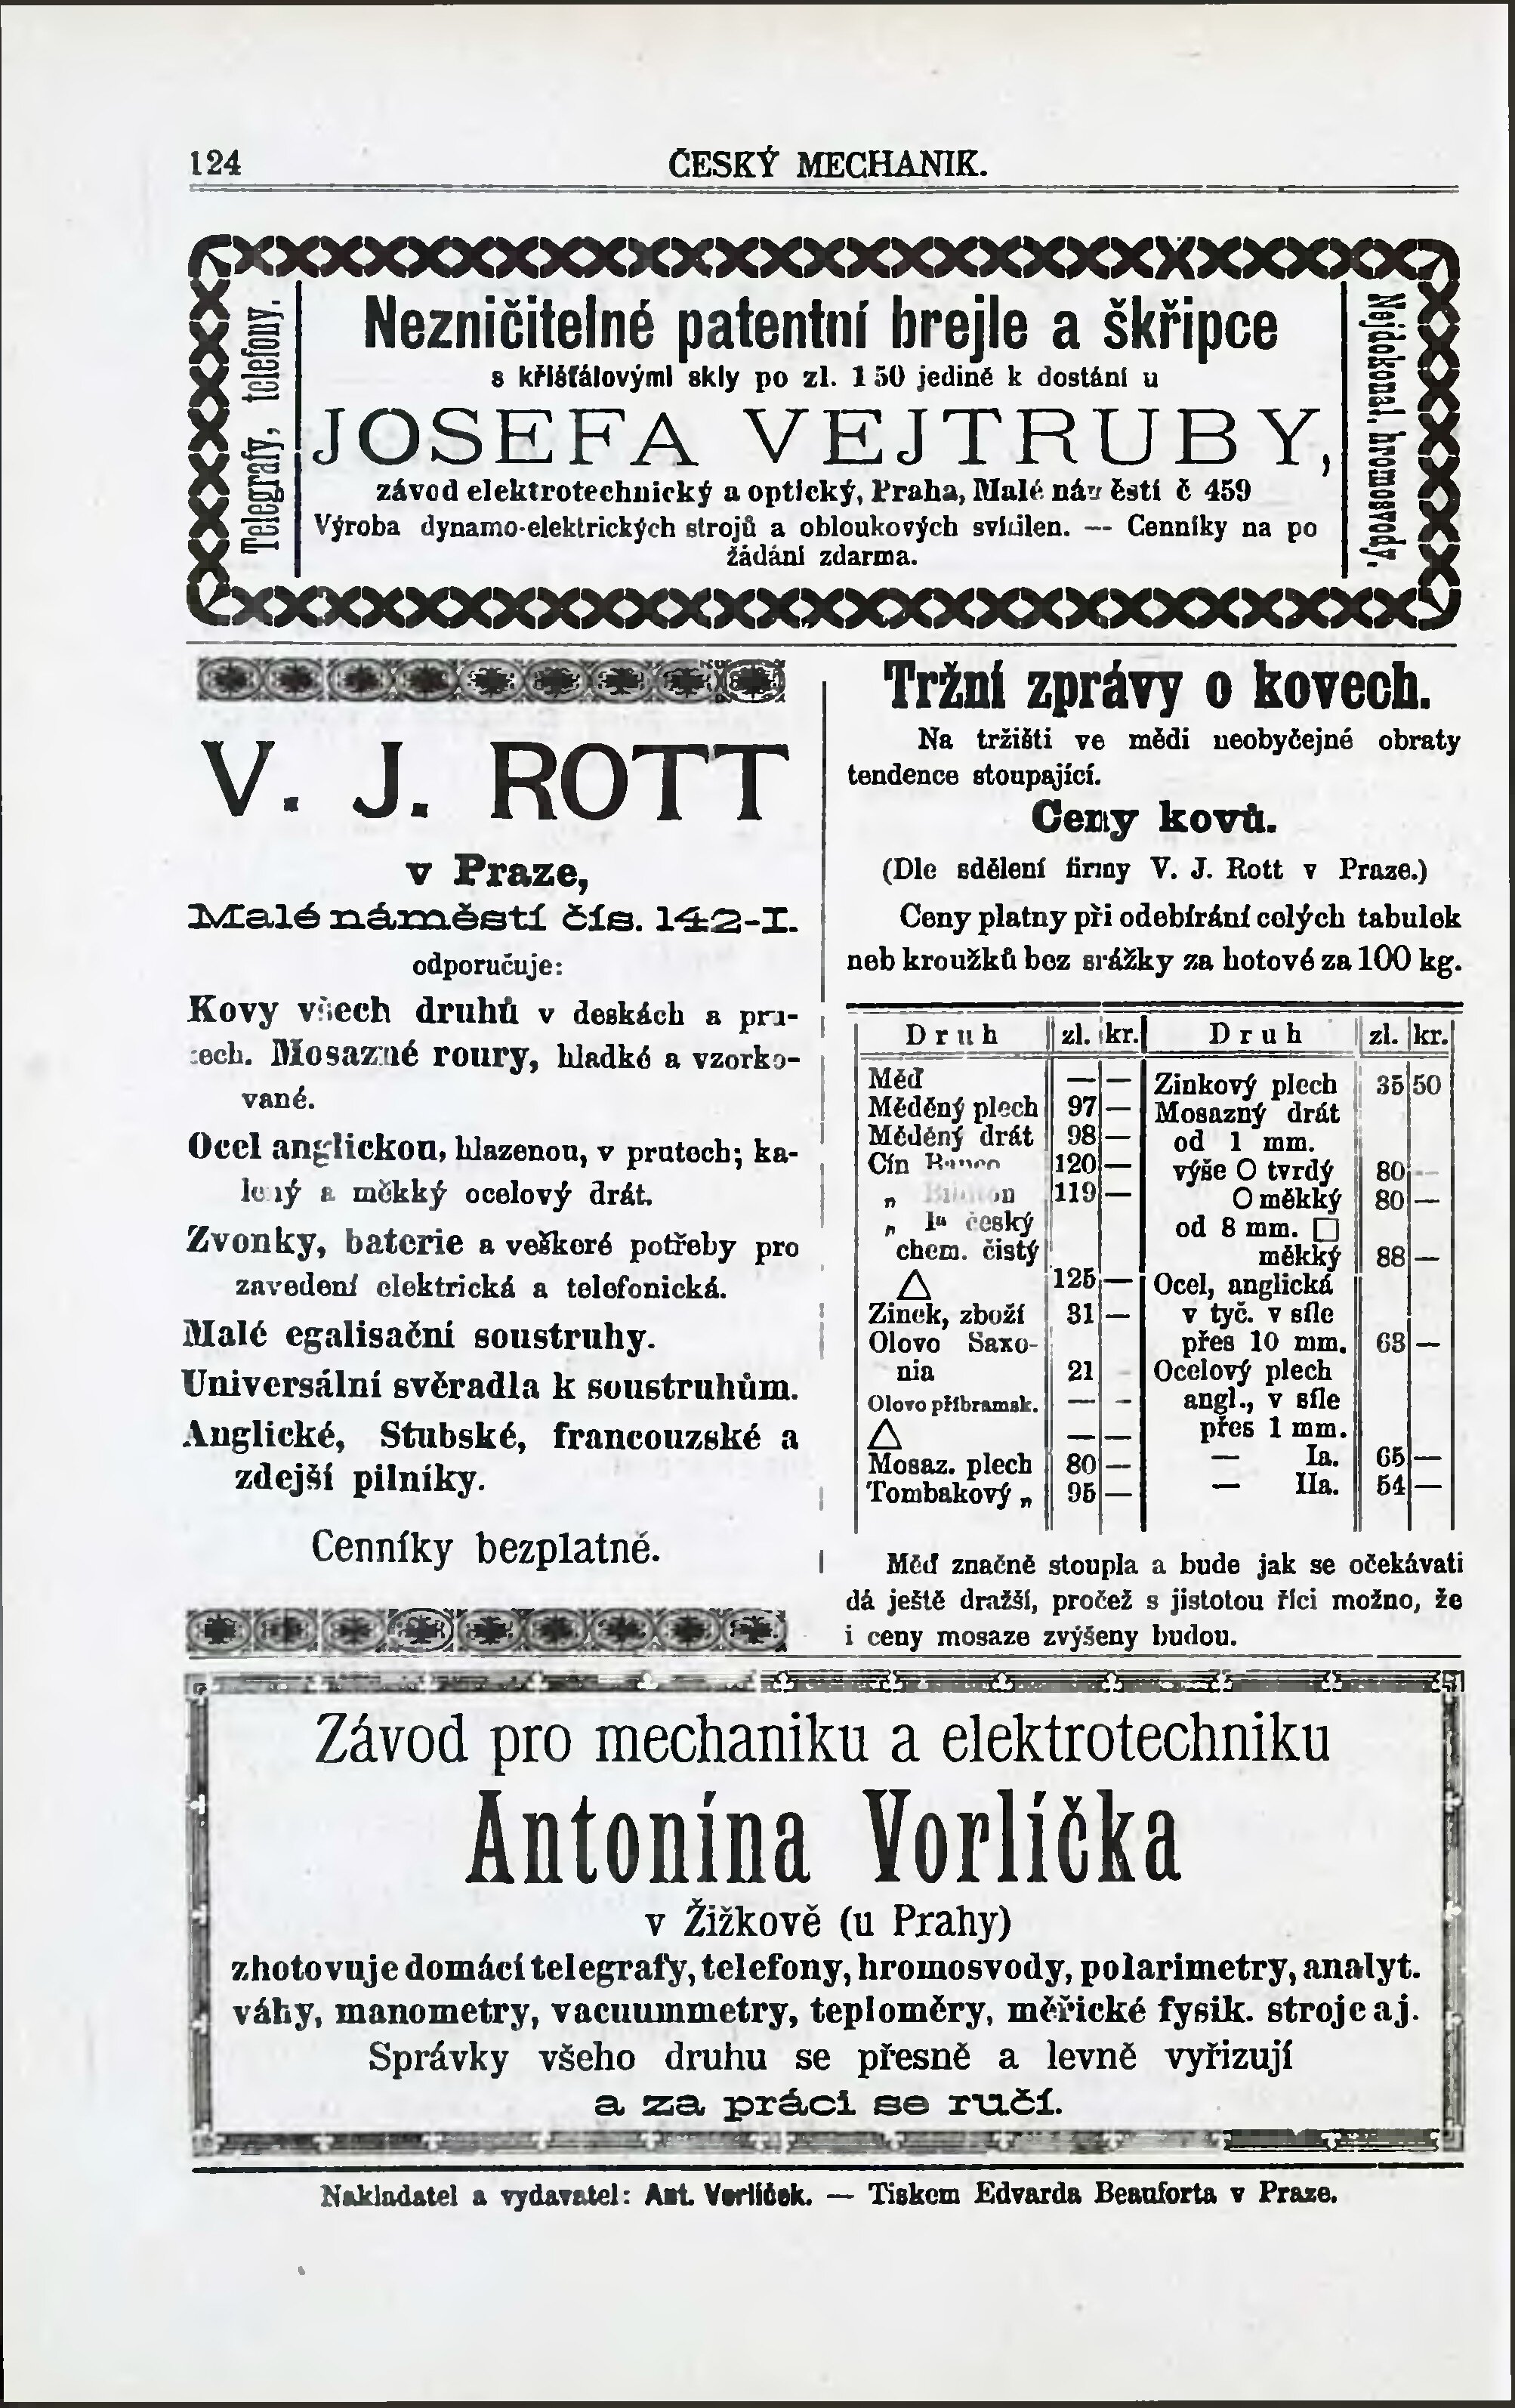 124
ČESKÝ MECHANIK.
Telegrafy, telefony.
Nezničitelné patentní brejle a škřipce
s křišťálovými skly po zl. 1 50 jedině k dostání u
JOSEFA VEJTRUBY,
závod elektrotechnický a optický, Praha, Malé náměstí č 459
Výroba dynamo-elektrických strojů a obloukových svítilen. — Cenníky na po
žádání zdarma.
Nejdokonal. hromosvody.
V. J. ROTT
v Praze,
Malé náměstí čís. 142-I.
odporučuje:
Kovy všech druhů v deskách a pru-
tech. Mosazné roury, hladké a vzorko-
vané.
Ocel anglickou, hlazenou, v prutech; ka-
lený a měkký ocelový drát.
Zvonky, baterie a veškeré potřeby pro
zavedení elektrická a telefonická.
Malé egalisační soustruhy.
Universální svěradla k soustruhům.
Anglické, Stubské, francouzské a
zdejší pilníky.
Cenníky bezplatně.
Tržní zprávy o kovech.
Na tržišti ve mědi neobyčejné obraty
tendence stoupající.
Ceny kovů.
(Dle sdělení firmy V. J. Rott v Praze.)
Ceny platny při odebírání celých tabulek
neb kroužků bez srážky za hotové za 100 kg.
Druh zl. kr.
Měď — —
Měděný plech 97 —
Měděný drát 98 —
Cín 120 —
„ 119 —
„ Ia český
chem. čistý
△ 125 —
Zinek, zboží 31 —
Olovo Saxo-
nia 21 -
Olovo příbramsk. — -
△ — —
Mosaz. plech 80 —
Tombakový „ 95 —
Druh zl. kr.
Zinkový plech 35 50
Mosazný drát
od 1 mm.
výše O tvrdý 80 —
O měkký 80 —
od 8 mm. □
měkký 88 —
Ocel, anglická
v tyč. v síle
přes 10 mm. 63 —
Ocelový plech
angl., v síle
přes 1 mm.
— Ia. 65 —
— IIa. 54 —
Měď značně stoupla a bude jak se očekávati
dá ještě dražší, pročež s jistotou říci možno, že
i ceny mosaze zvýšeny budou.
Závod pro mechaniku a elektrotechniku
Antonína Vorlíčka
v Žižkově (u Prahy)
zhotovuje domácí telegrafy, telefony, hromosvody, polarimetry, analyt.
váhy, manometry, vacuummetry, teploměry, měřické fysik. stroje aj.
Správky všeho druhu se přesně a levně vyřizují
a za práci se ručí.
Nakladatel a vydavatel: Ant. Vorlíček. — Tiskem Edvarda Beauforta v Praze.